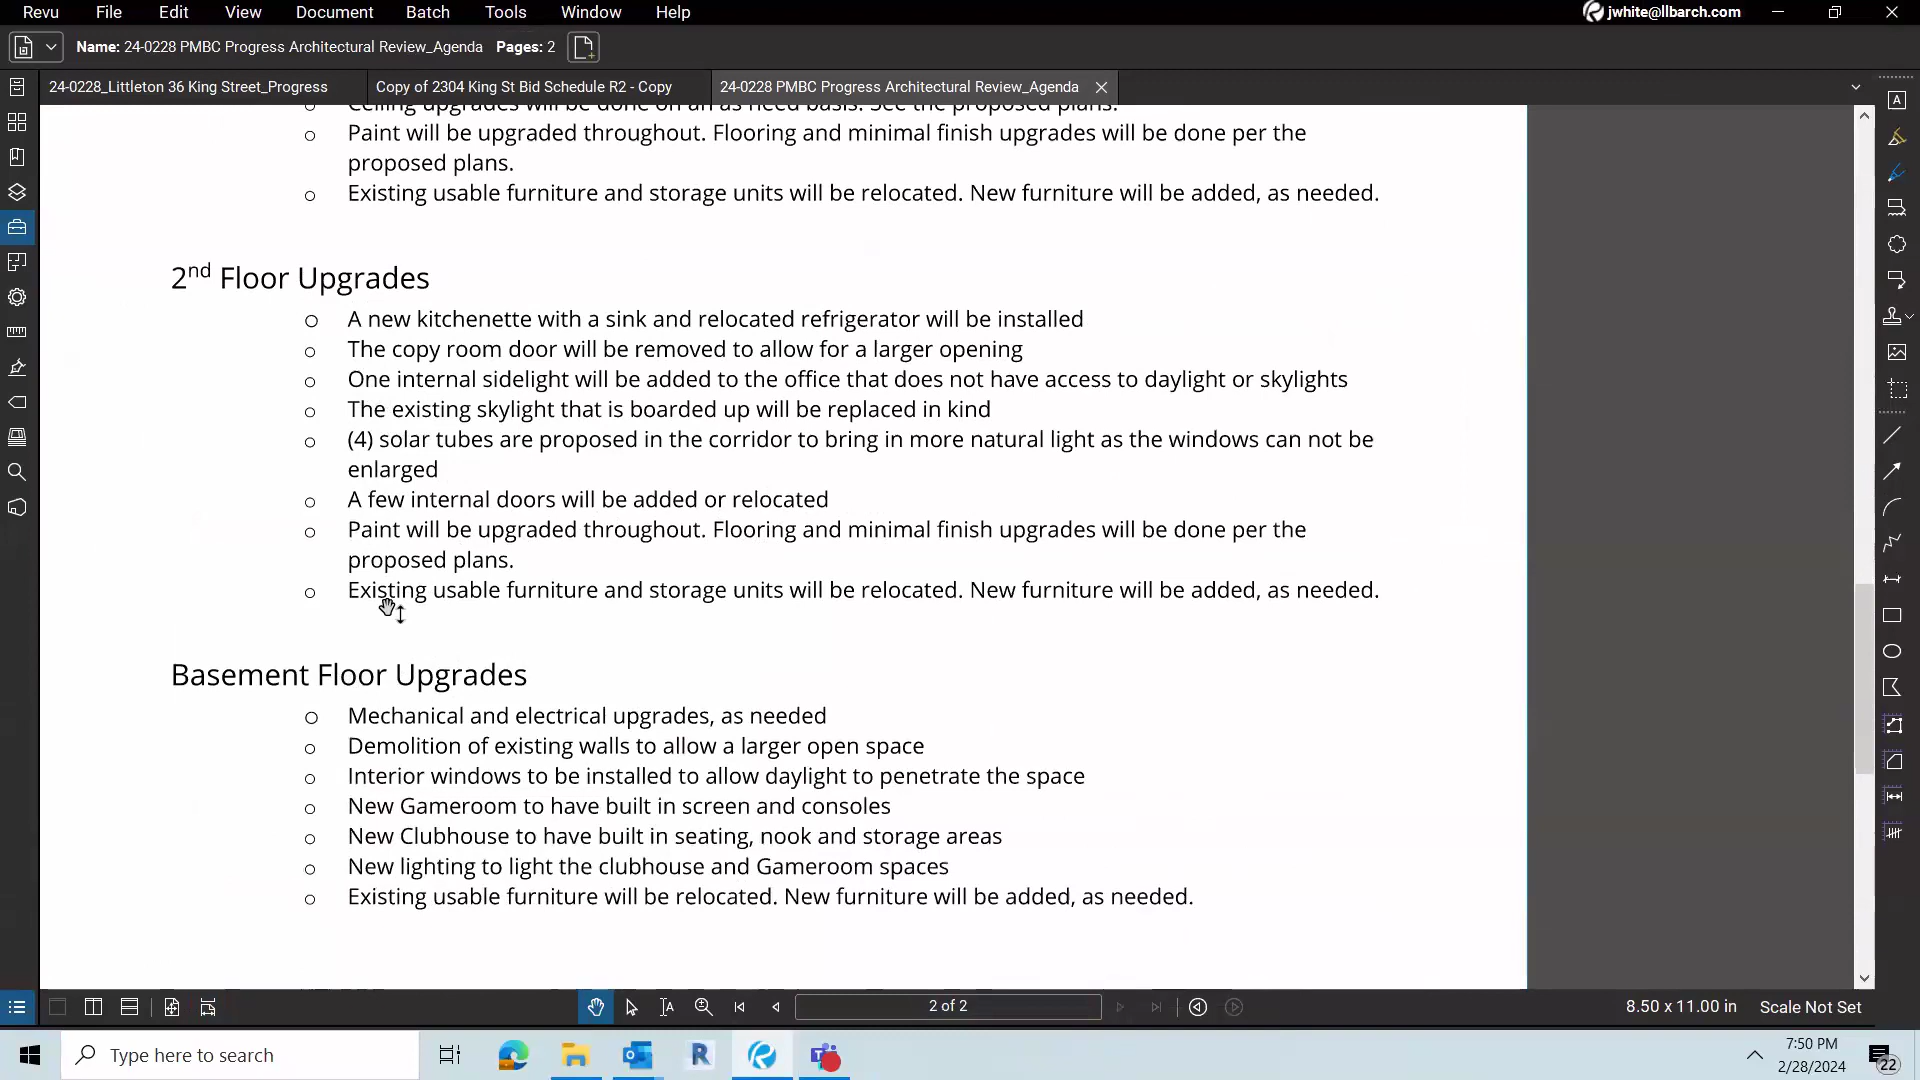 Revu File Edit View Document Batch Tools Window Help jwhite@llbarch.com
Name: 24-0228 PMBC Progress Architectural Review_Agenda Pages: 2
24-0228_Littleton 36 King Street_Progress Copy of 2304 King St Bid Schedule R2 - Copy 24-0228 PMBC Progress Architectural Review_Agenda
Ceiling upgrades will be done on an as need basis. See the proposed plans.
Paint will be upgraded throughout. Flooring and minimal finish upgrades will be done per the
proposed plans.
Existing usable furniture and storage units will be relocated. New furniture will be added, as needed.
2nd Floor Upgrades
A new kitchenette with a sink and relocated refrigerator will be installed
The copy room door will be removed to allow for a larger opening
One internal sidelight will be added to the office that does not have access to daylight or skylights
The existing skylight that is boarded up will be replaced in kind
(4) solar tubes are proposed in the corridor to bring in more natural light as the windows can not be
enlarged
A few internal doors will be added or relocated
Paint will be upgraded throughout. Flooring and minimal finish upgrades will be done per the
proposed plans.
Existing usable furniture and storage units will be relocated. New furniture will be added, as needed.
Basement Floor Upgrades
Mechanical and electrical upgrades, as needed
Demolition of existing walls to allow a larger open space
Interior windows to be installed to allow daylight to penetrate the space
New Gameroom to have built in screen and consoles
New Clubhouse to have built in seating, nook and storage areas
New lighting to light the clubhouse and Gameroom spaces
Existing usable furniture will be relocated. New furniture will be added, as needed.
2 of 2 8.50 x 11.00 in Scale Not Set
Type here to search
7:50 PM
2/28/2024
22